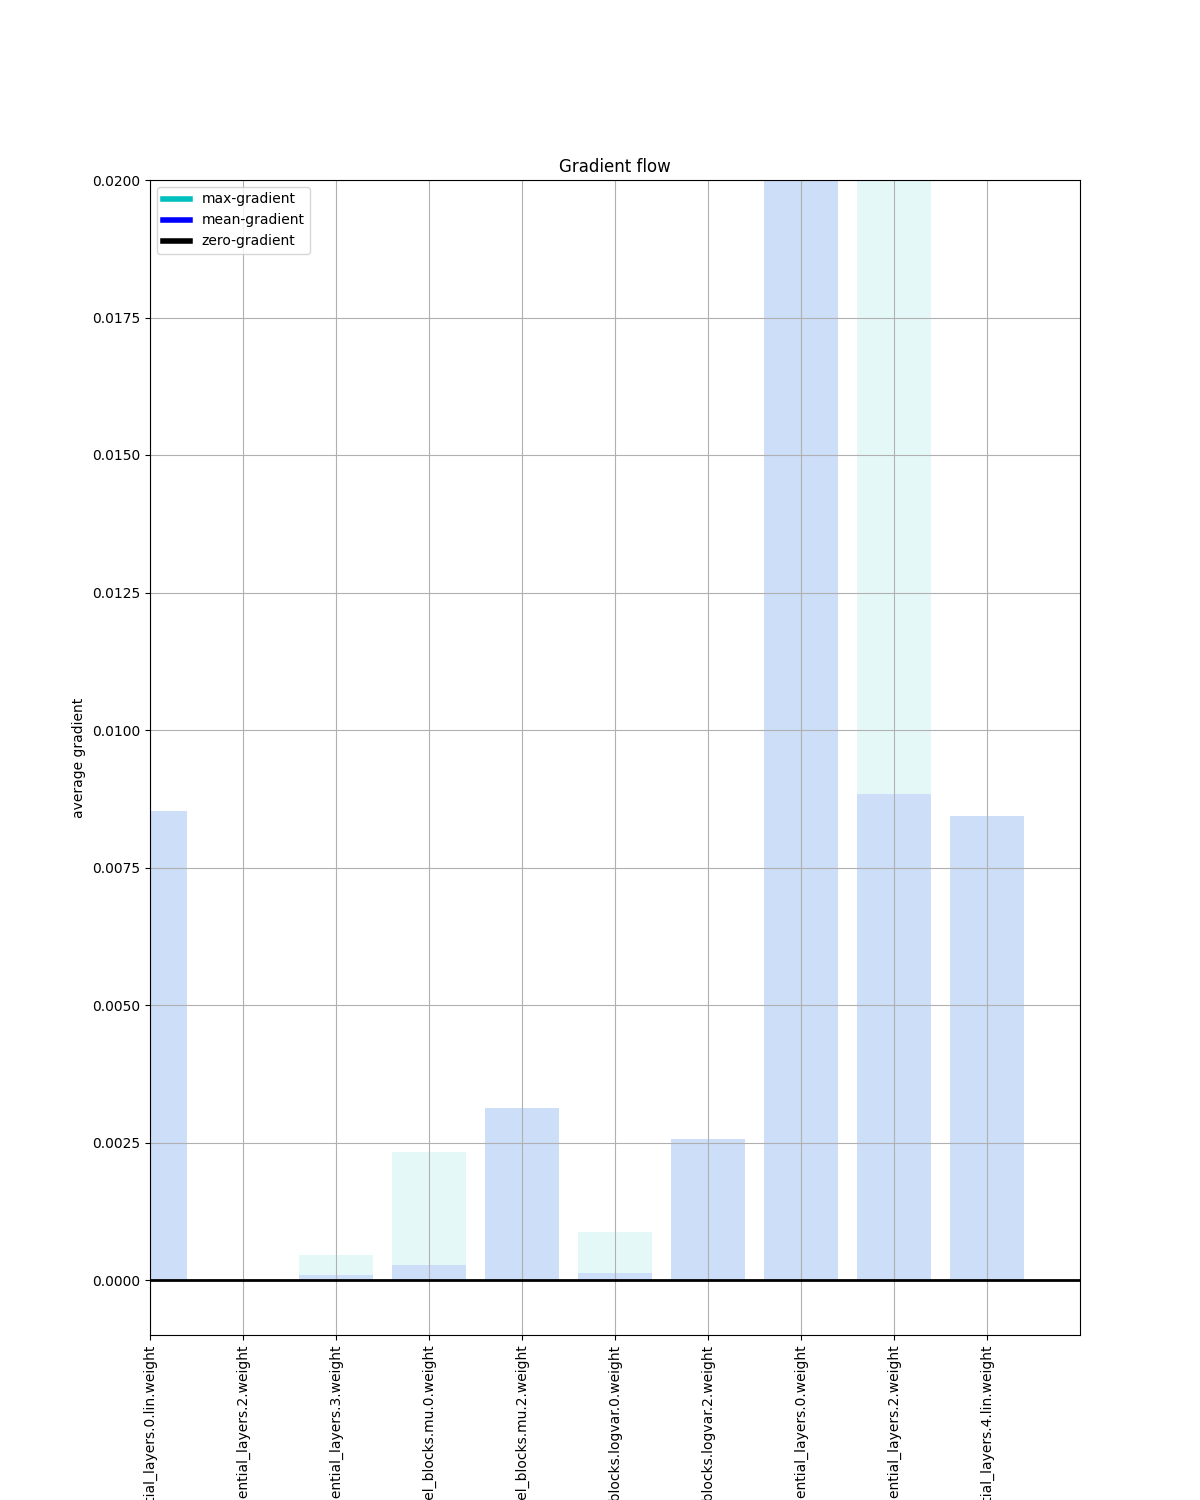 Gradient flow
max-gradient
mean-gradient
zero-gradient
0.0200
0.0175
0.0150
0.0125
0.0100
0.0075
0.0050
0.0025
0.0000
average gradient
tial_layers.0.lin.weight
ential_layers.2.weight
ential_layers.3.weight
el_blocks.mu.0.weight
el_blocks.mu.2.weight
blocks.logvar.0.weight
blocks.logvar.2.weight
ential_layers.0.weight
ential_layers.2.weight
tial_layers.4.lin.weight